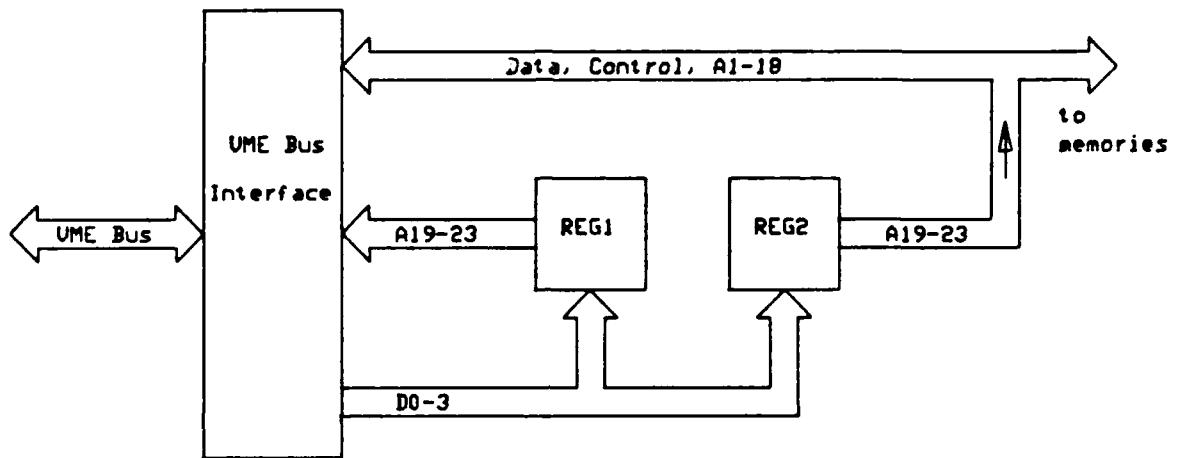 Data, Control, A1-18
to
memories
VME Bus
Interface
VME Bus
A19-23
REG1
REG2
A19-23
D0-3